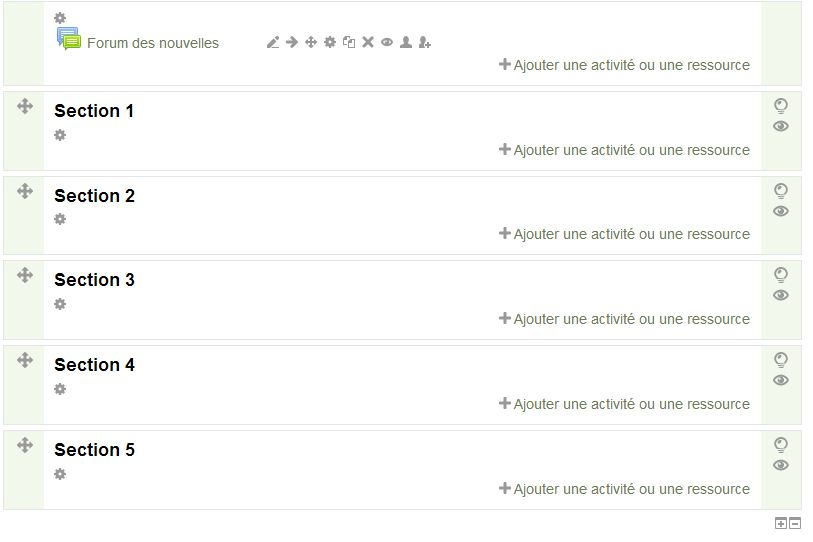 Forum des nouvelles
Ajouter une activité ou une ressource
Section 1
Ajouter une activité ou une ressource
Section 2
Ajouter une activité ou une ressource
Section 3
Ajouter une activité ou une ressource
Section 4
Ajouter une activité ou une ressource
Section 5
Ajouter une activité ou une ressource